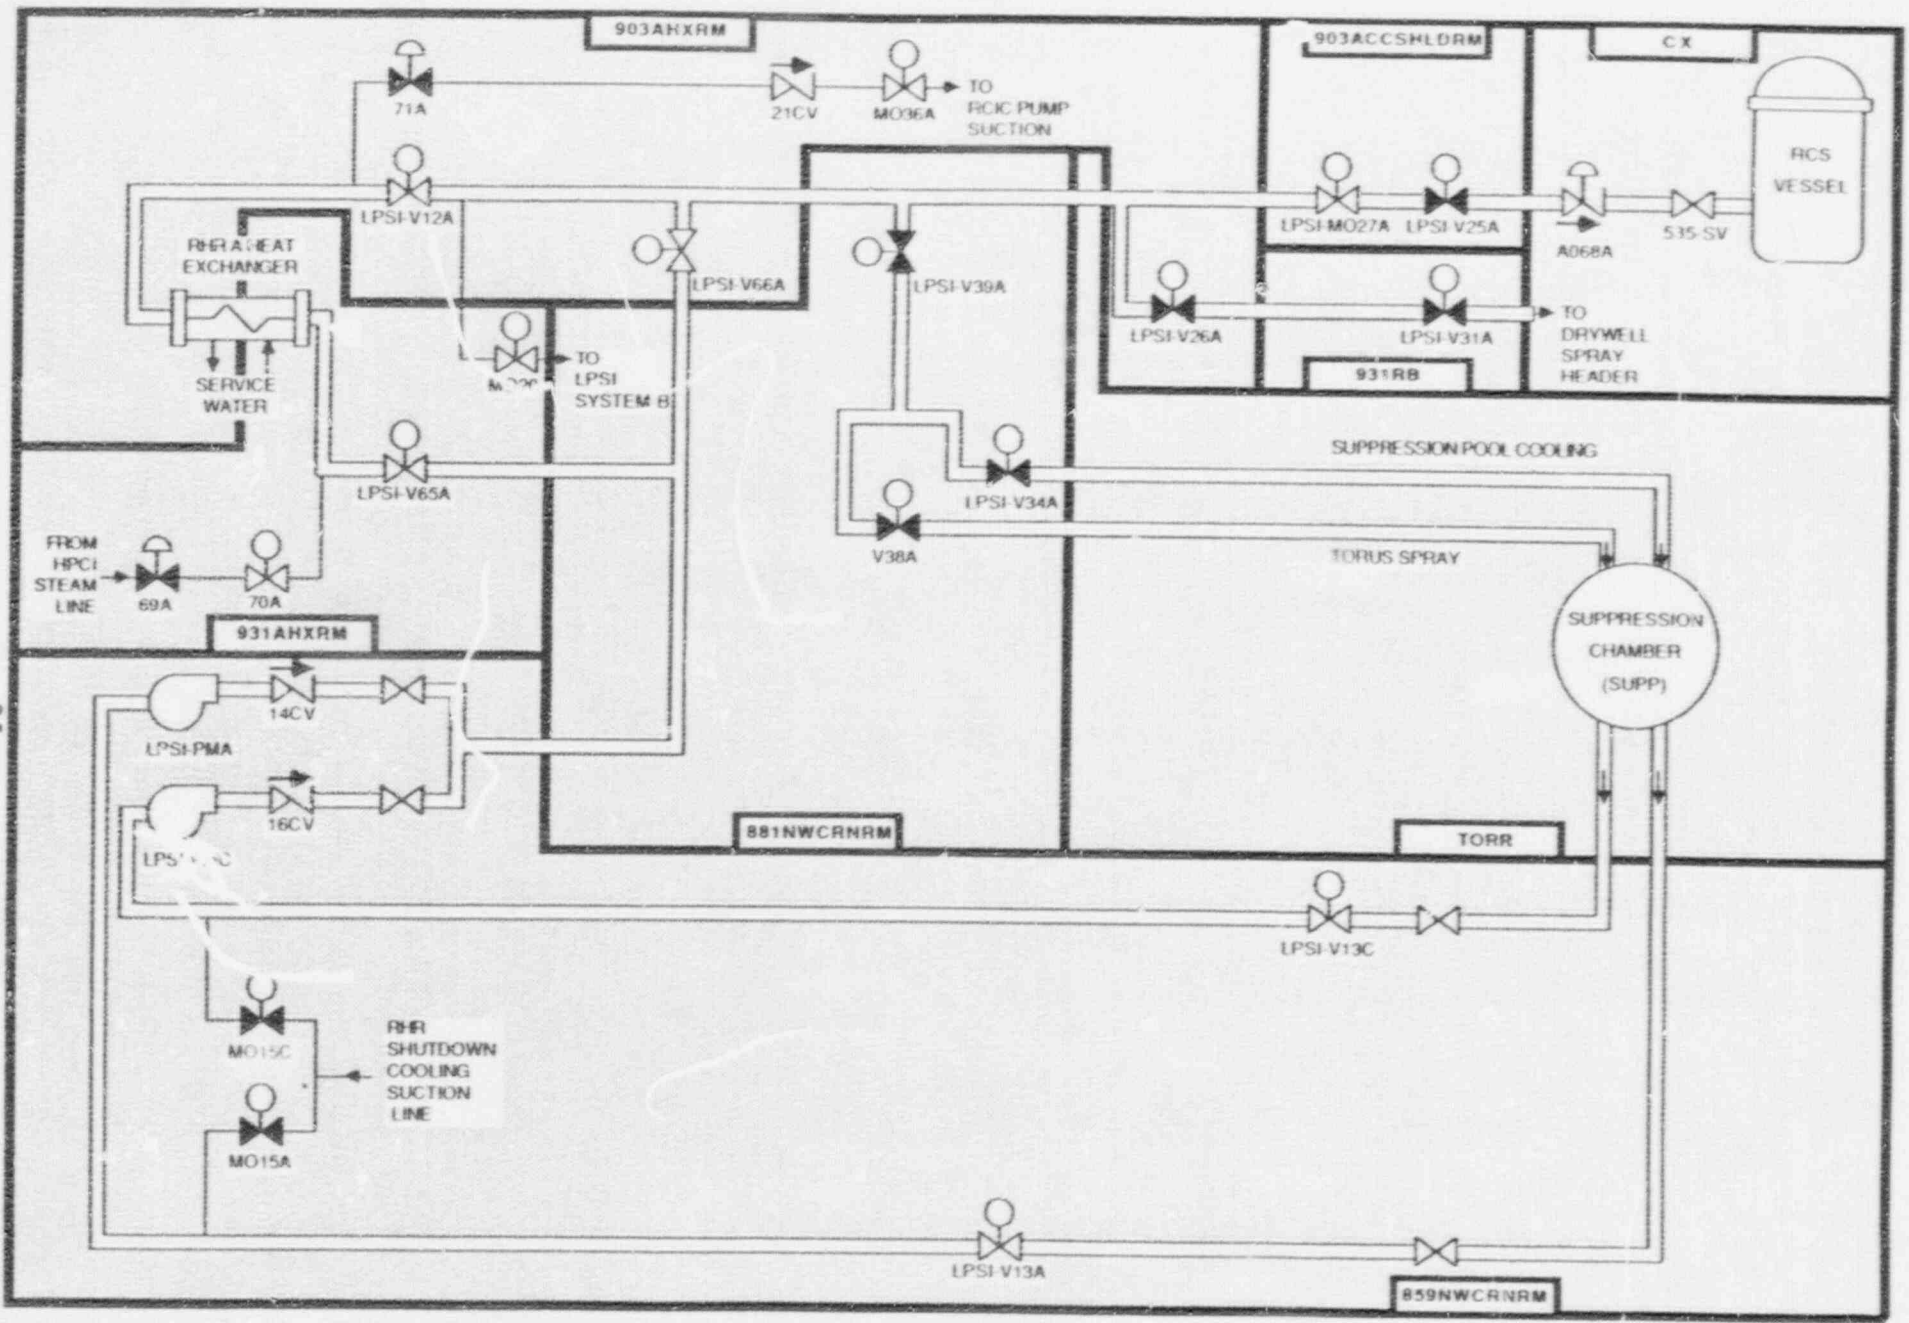 903AHXRM
903ACCSHLDRM
CX
71A
21CV
MO36A
TO
RCIC PUMP
SUCTION
RCS
VESSEL
LPSI-V12A
LPSI-MO27A
LPSI-V25A
A068A
535-SV
RHR A HEAT
EXCHANGER
LPSI-V66A
LPSI-V39A
LPSI-V26A
LPSI-V31A
TO
DRYWELL
SPRAY
HEADER
931RB
TO
LPSI
SYSTEM B
SERVICE
WATER
SUPPRESSION POOL COOLING
LPSI-V65A
LPSI-V34A
V38A
TORUS SPRAY
FROM
HPCI
STEAM
LINE
69A
70A
931AHXRM
SUPPRESSION
CHAMBER
(SUPP)
14CV
LPSI-PMA
16CV
881NWCRNRM
TORR
LPSI-V13C
MO15C
RHR
SHUTDOWN
COOLING
SUCTION
LINE
MO15A
LPSI-V13A
859NWCRNRM